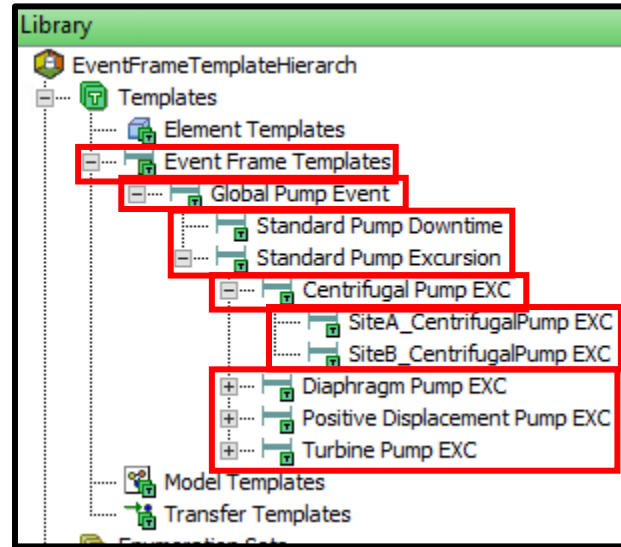 Library
EventFrameTemplateHierarch
Templates
Element Templates
Event Frame Templates
Global Pump Event
Standard Pump Downtime
Standard Pump Excursion
Centrifugal Pump EXC
SiteA_CentrifugalPump EXC
SiteB_CentrifugalPump EXC
Diaphragm Pump EXC
Positive Displacement Pump EXC
Turbine Pump EXC
Model Templates
Transfer Templates
Enumeration Sets